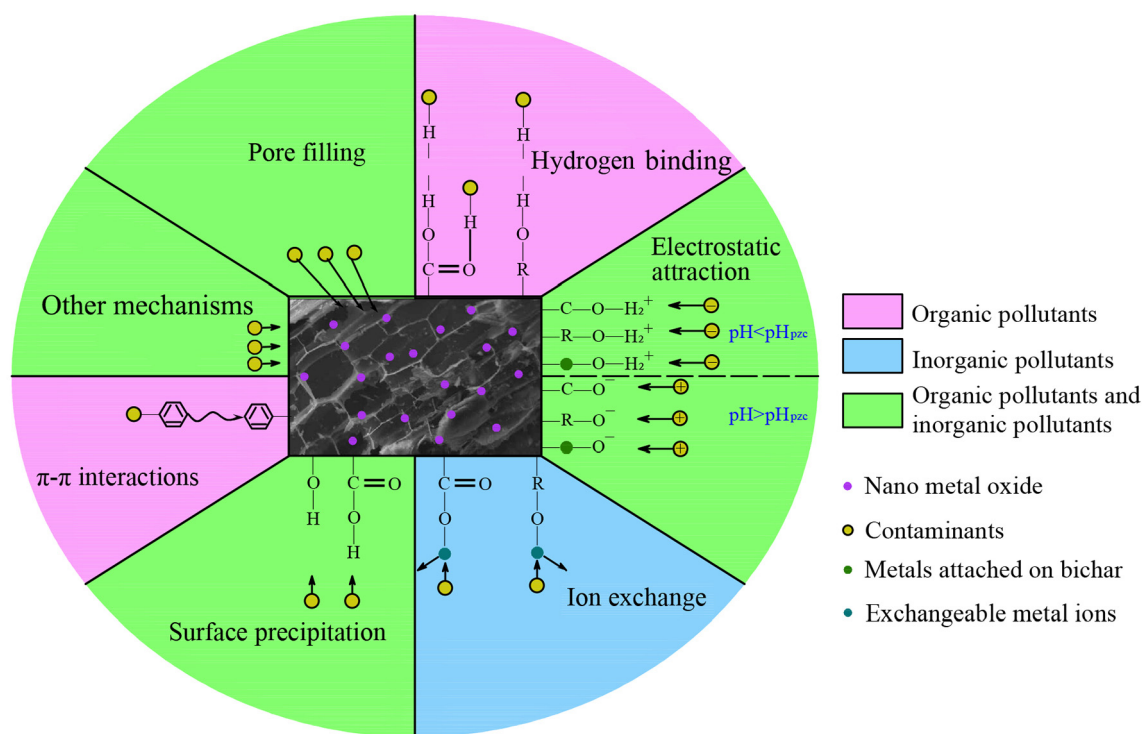 Pore filling
Hydrogen binding
H
H
H
O
C=O
H
H
H
O
R
Electrostatic
attraction
C—O—H₂⁺
R—O—H₂⁺
O—H₂⁺
−
−
−
pH<pHpzc
C—O⁻
R—O⁻
O⁻
+
+
+
pH>pHpzc
Other mechanisms
π-π interactions
O
H
C=O
O
H
Surface precipitation
C=O
O
R
O
Ion exchange
Organic pollutants
Inorganic pollutants
Organic pollutants and
inorganic pollutants
Nano metal oxide
Contaminants
Metals attached on bichar
Exchangeable metal ions